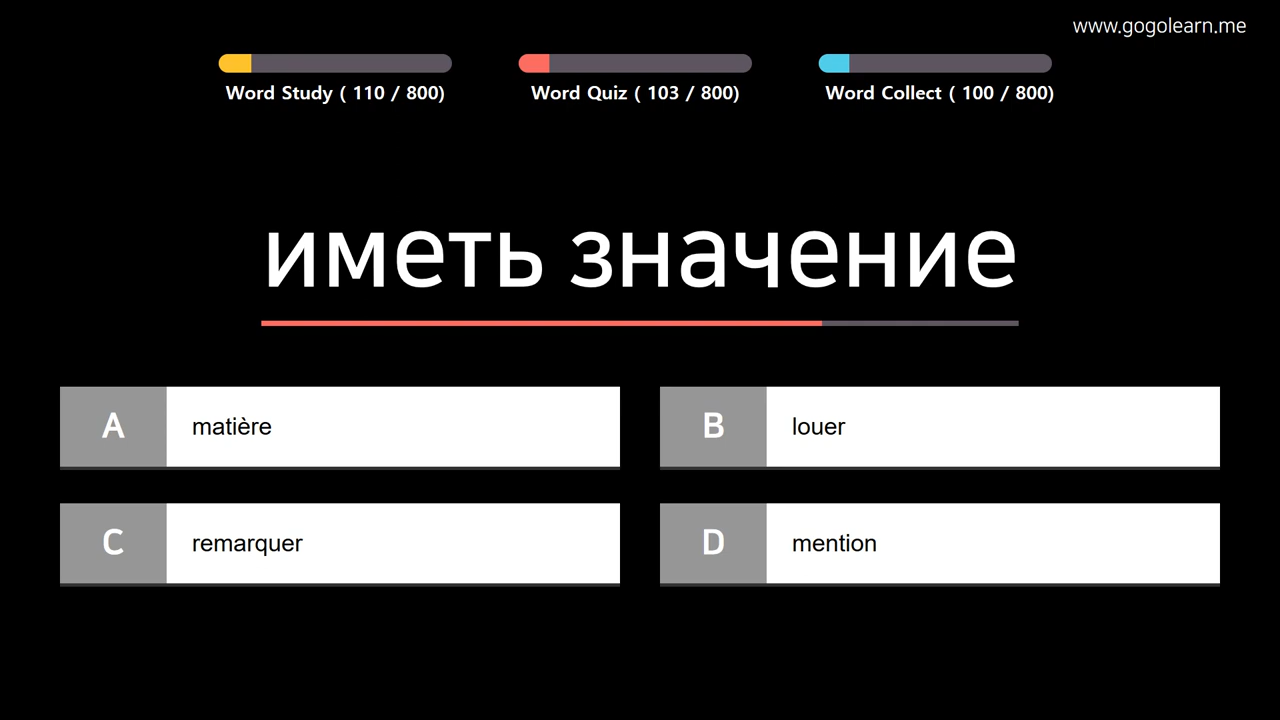 www.gogolearn.me
Word Study ( 110 / 800)
Word Quiz ( 103 / 800)
Word Collect ( 100 / 800)
иметь значение
A matière
B louer
C remarquer
D mention